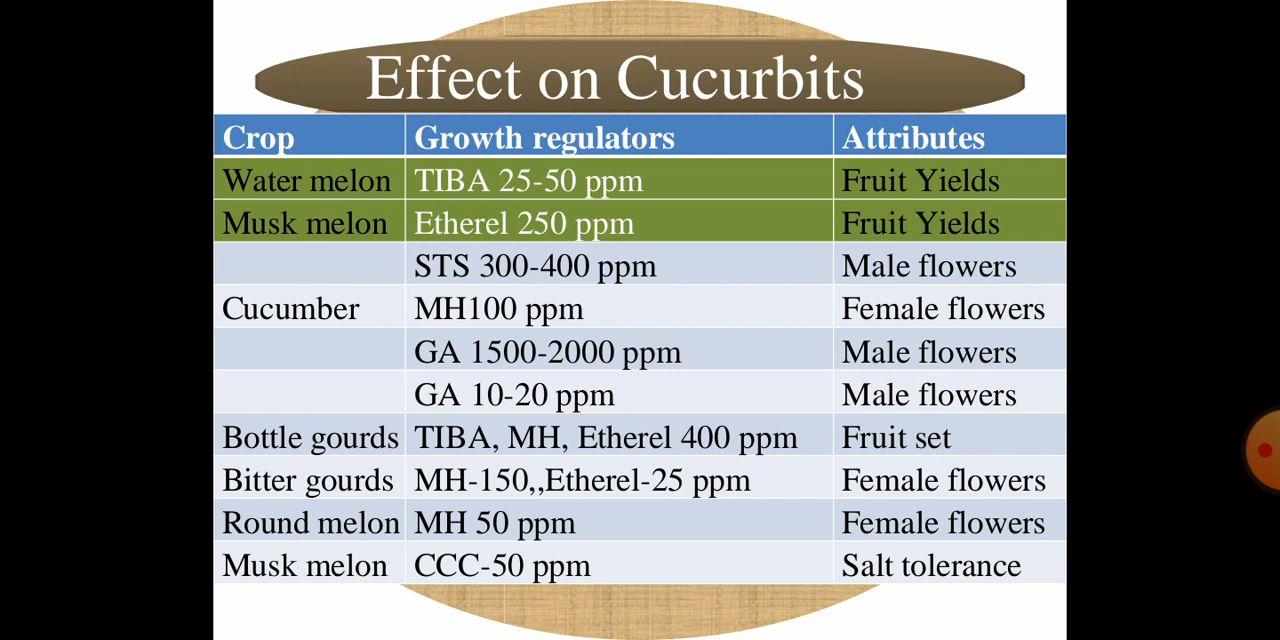 Effect on Cucurbits
Crop Growth regulators Attributes
Water melon TIBA 25-50 ppm Fruit Yields
Musk melon Etherel 250 ppm Fruit Yields
STS 300-400 ppm Male flowers
Cucumber MH100 ppm Female flowers
GA 1500-2000 ppm Male flowers
GA 10-20 ppm Male flowers
Bottle gourds TIBA, MH, Etherel 400 ppm Fruit set
Bitter gourds MH-150,,Etherel-25 ppm Female flowers
Round melon MH 50 ppm Female flowers
Musk melon CCC-50 ppm Salt tolerance